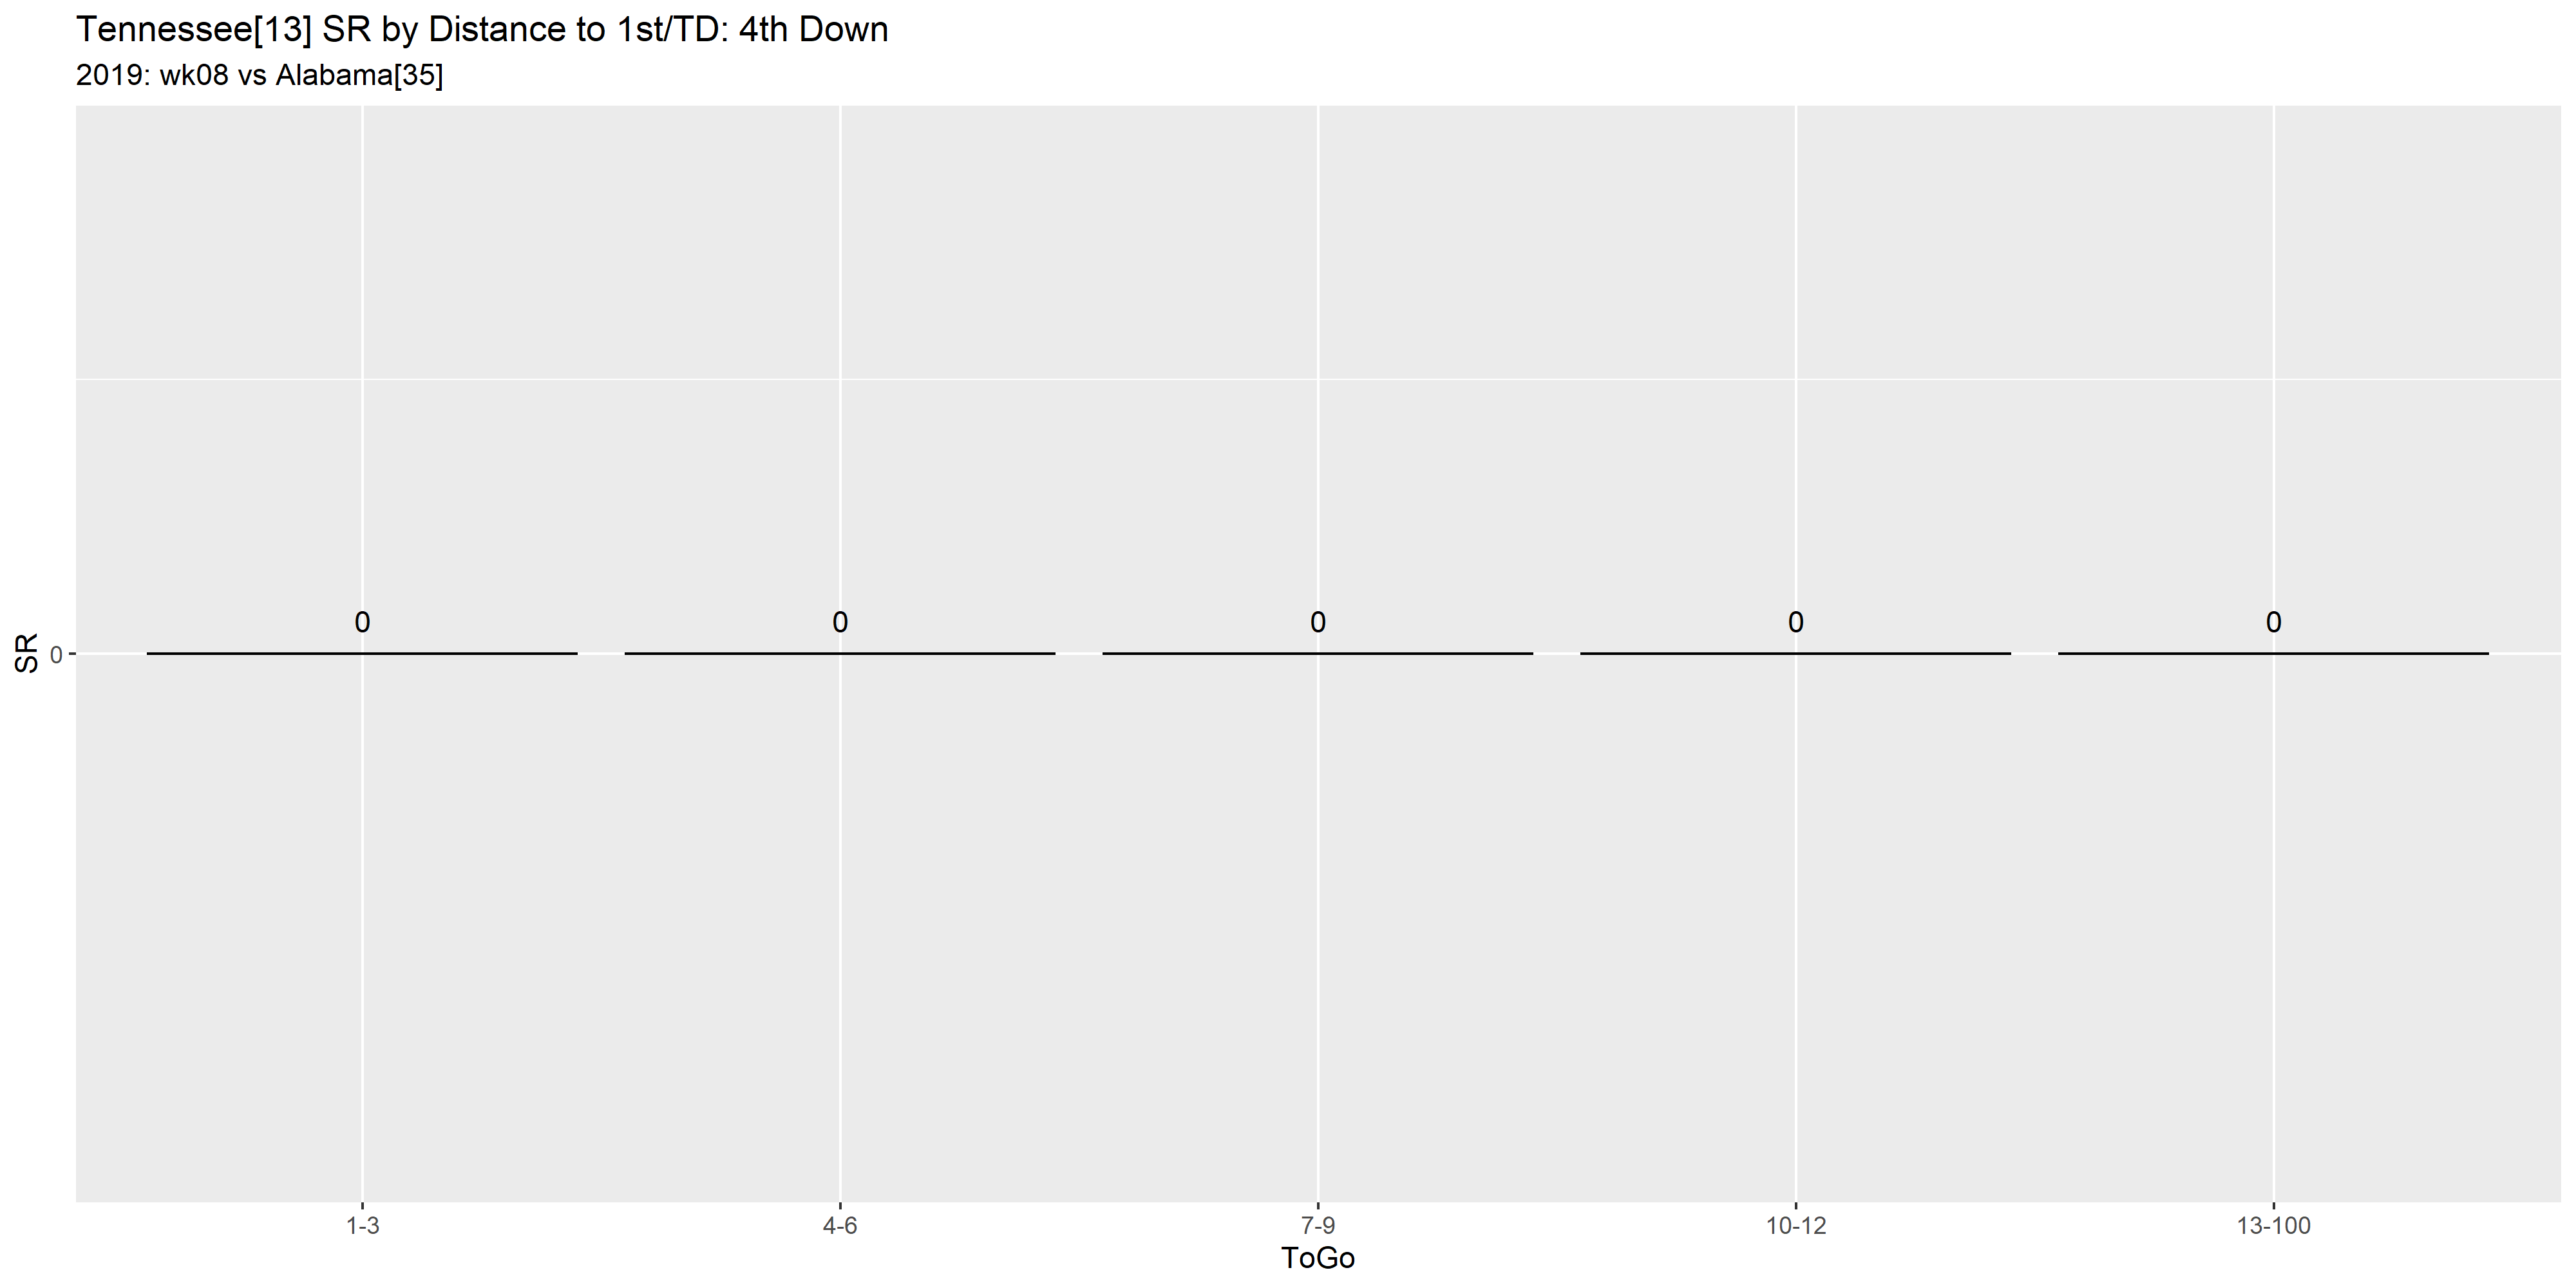 Tennessee[13] SR by Distance to 1st/TD: 4th Down
2019: wk08 vs Alabama[35]
0 0 0 0 0
SR
0
1-3 4-6 7-9 10-12 13-100
ToGo